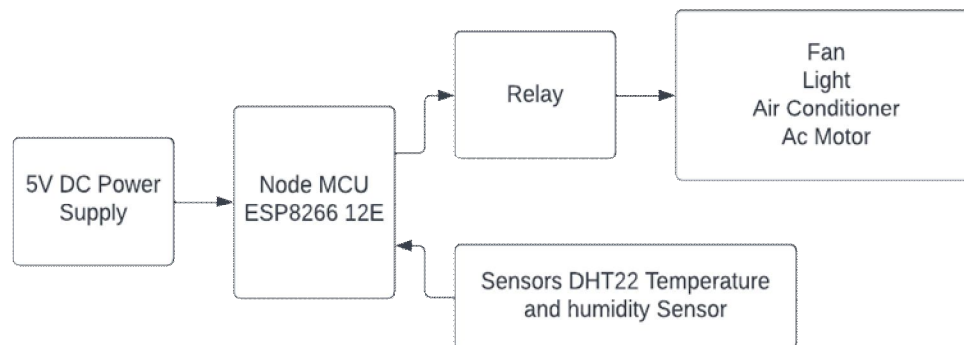 5V DC Power
Supply
Node MCU
ESP8266 12E
Relay
Fan
Light
Air Conditioner
Ac Motor
Sensors DHT22 Temperature
and humidity Sensor